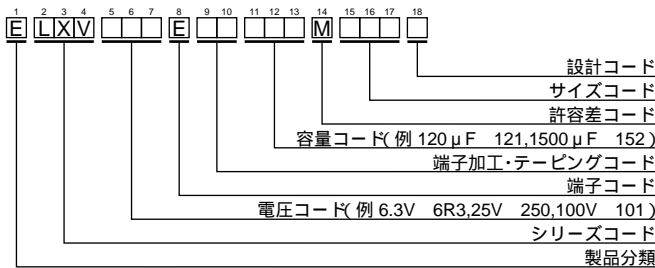 1 2 3 4 5 6 7 8 9 10 11 12 13 14 15 16 17 18
E LXV E M
設計コード
サイズコード
許容差コード
容量コード(例 120μF 121,1500μF 152)
端子加工・テーピングコード
端子コード
電圧コード(例 6.3V 6R3,25V 250,100V 101)
シリーズコード
製品分類